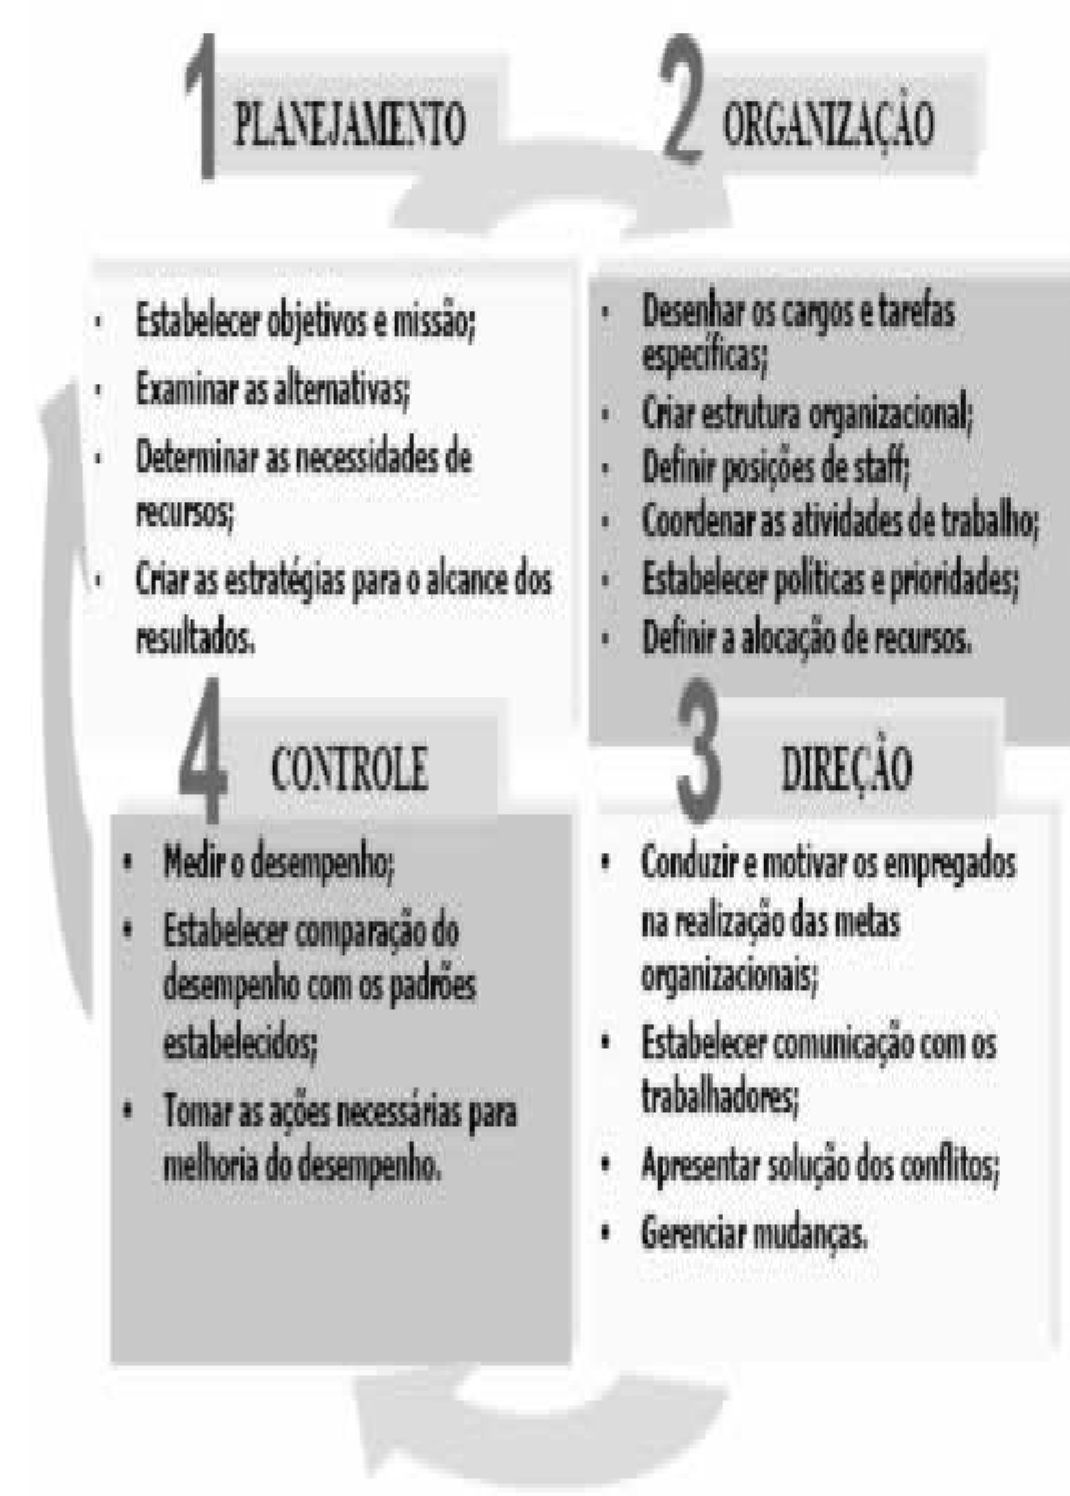 1 PLANEJAMENTO
• Estabelecer objetivos e missão;
• Examinar as alternativas;
• Determinar as necessidades de
recursos;
• Criar as estratégias para o alcance dos
resultados.
2 ORGANIZAÇÃO
• Desenhar os cargos e tarefas
específicas;
• Criar estrutura organizacional;
• Definir posições de staff;
• Coordenar as atividades de trabalho;
• Estabelecer políticas e prioridades;
• Definir a alocação de recursos.
3 DIREÇÃO
• Conduzir e motivar os empregados
na realização das metas
organizacionais;
• Estabelecer comunicação com os
trabalhadores;
• Apresentar solução dos conflitos;
• Gerenciar mudanças.
4 CONTROLE
• Medir o desempenho;
• Estabelecer comparação do
desempenho com os padrões
estabelecidos;
• Tomar as ações necessárias para
melhoria do desempenho.